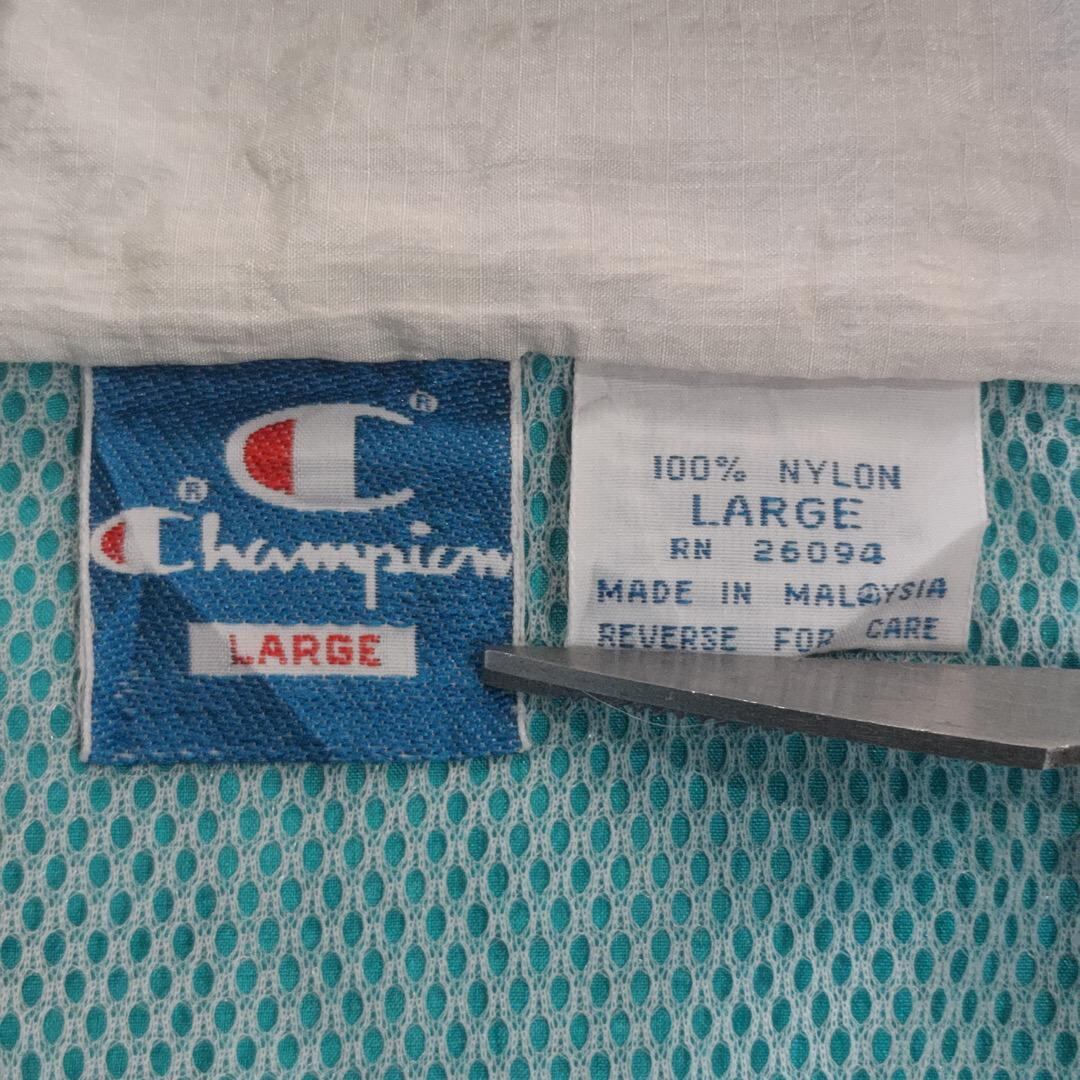 ®
®
Champion
LARGE
100% NYLON
LARGE
RN 26094
MADE IN MALAYSIA
REVERSE FOR CARE